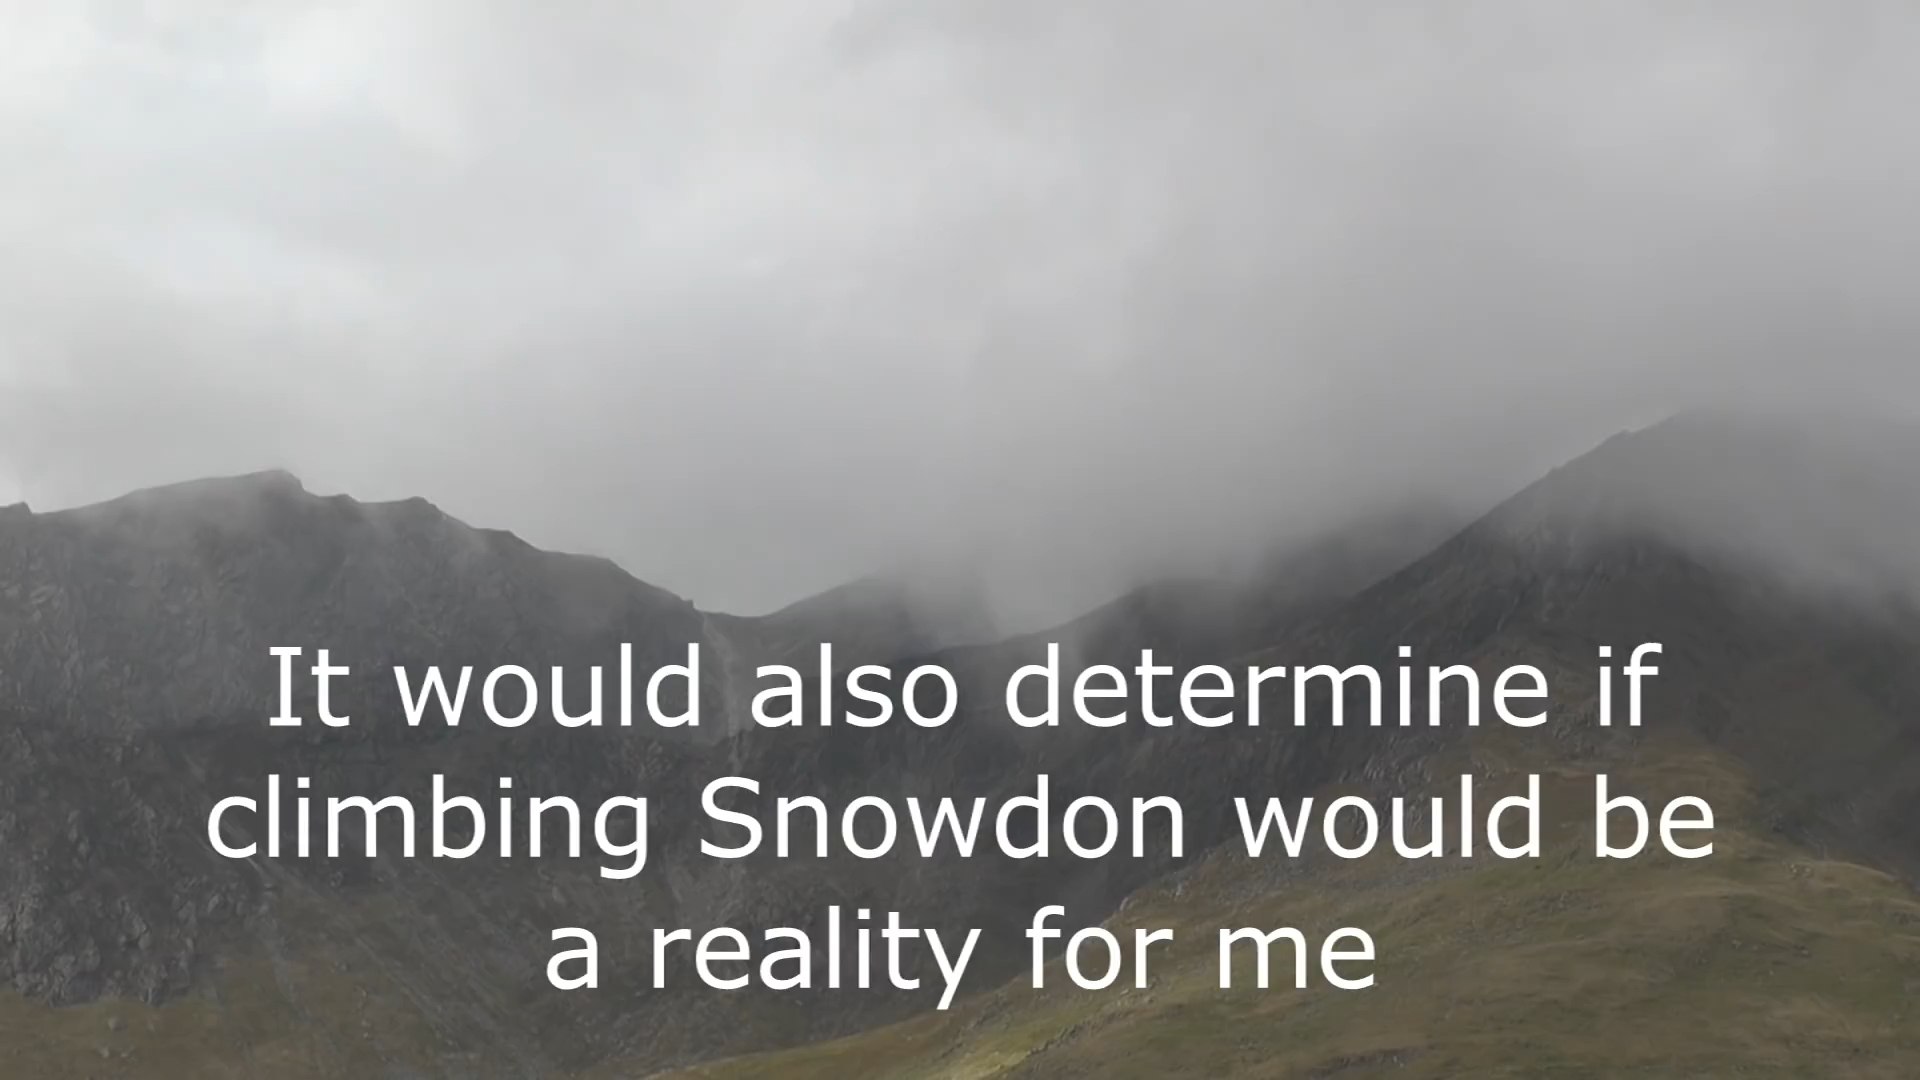 It would also determine if
climbing Snowdon would be
a reality for me